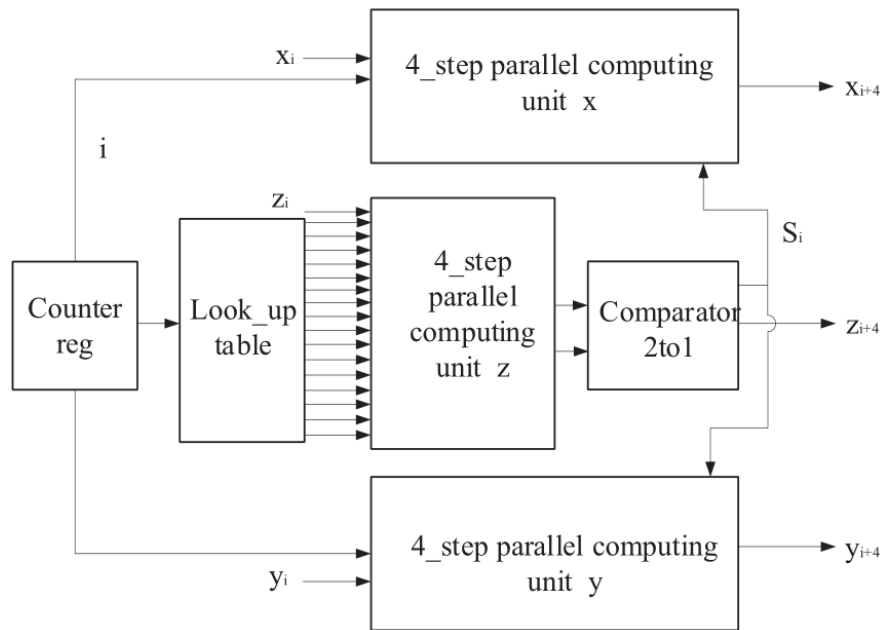 xi
4_step parallel computing
unit x
xi+4
i
zi
Si
Counter
reg
Look_up
table
4_step
parallel
computing
unit z
Comparator
2to1
zi+4
yi
4_step parallel computing
unit y
yi+4